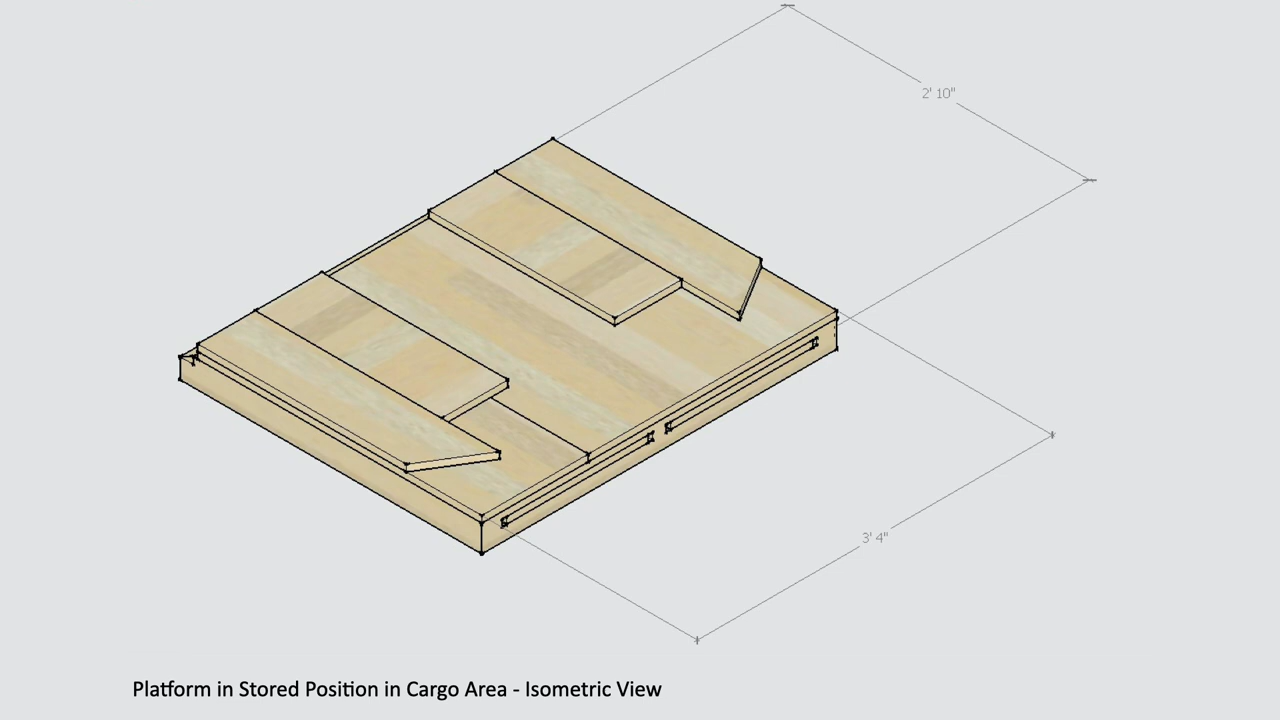 2' 10"
3' 4"
Platform in Stored Position in Cargo Area - Isometric View